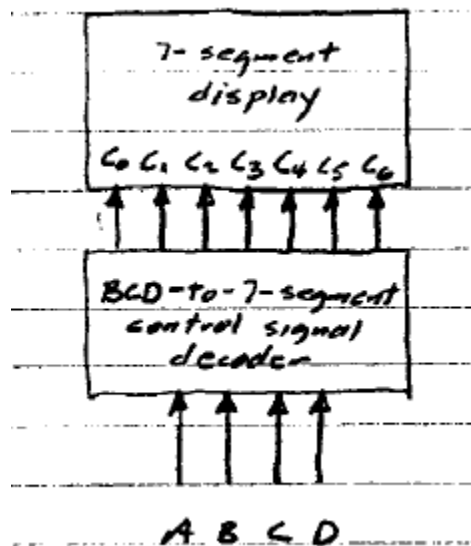 7-segment
display
C0 C1 C2 C3 C4 C5 C6
BCD-to-7-segment
control signal
decoder
A B C D